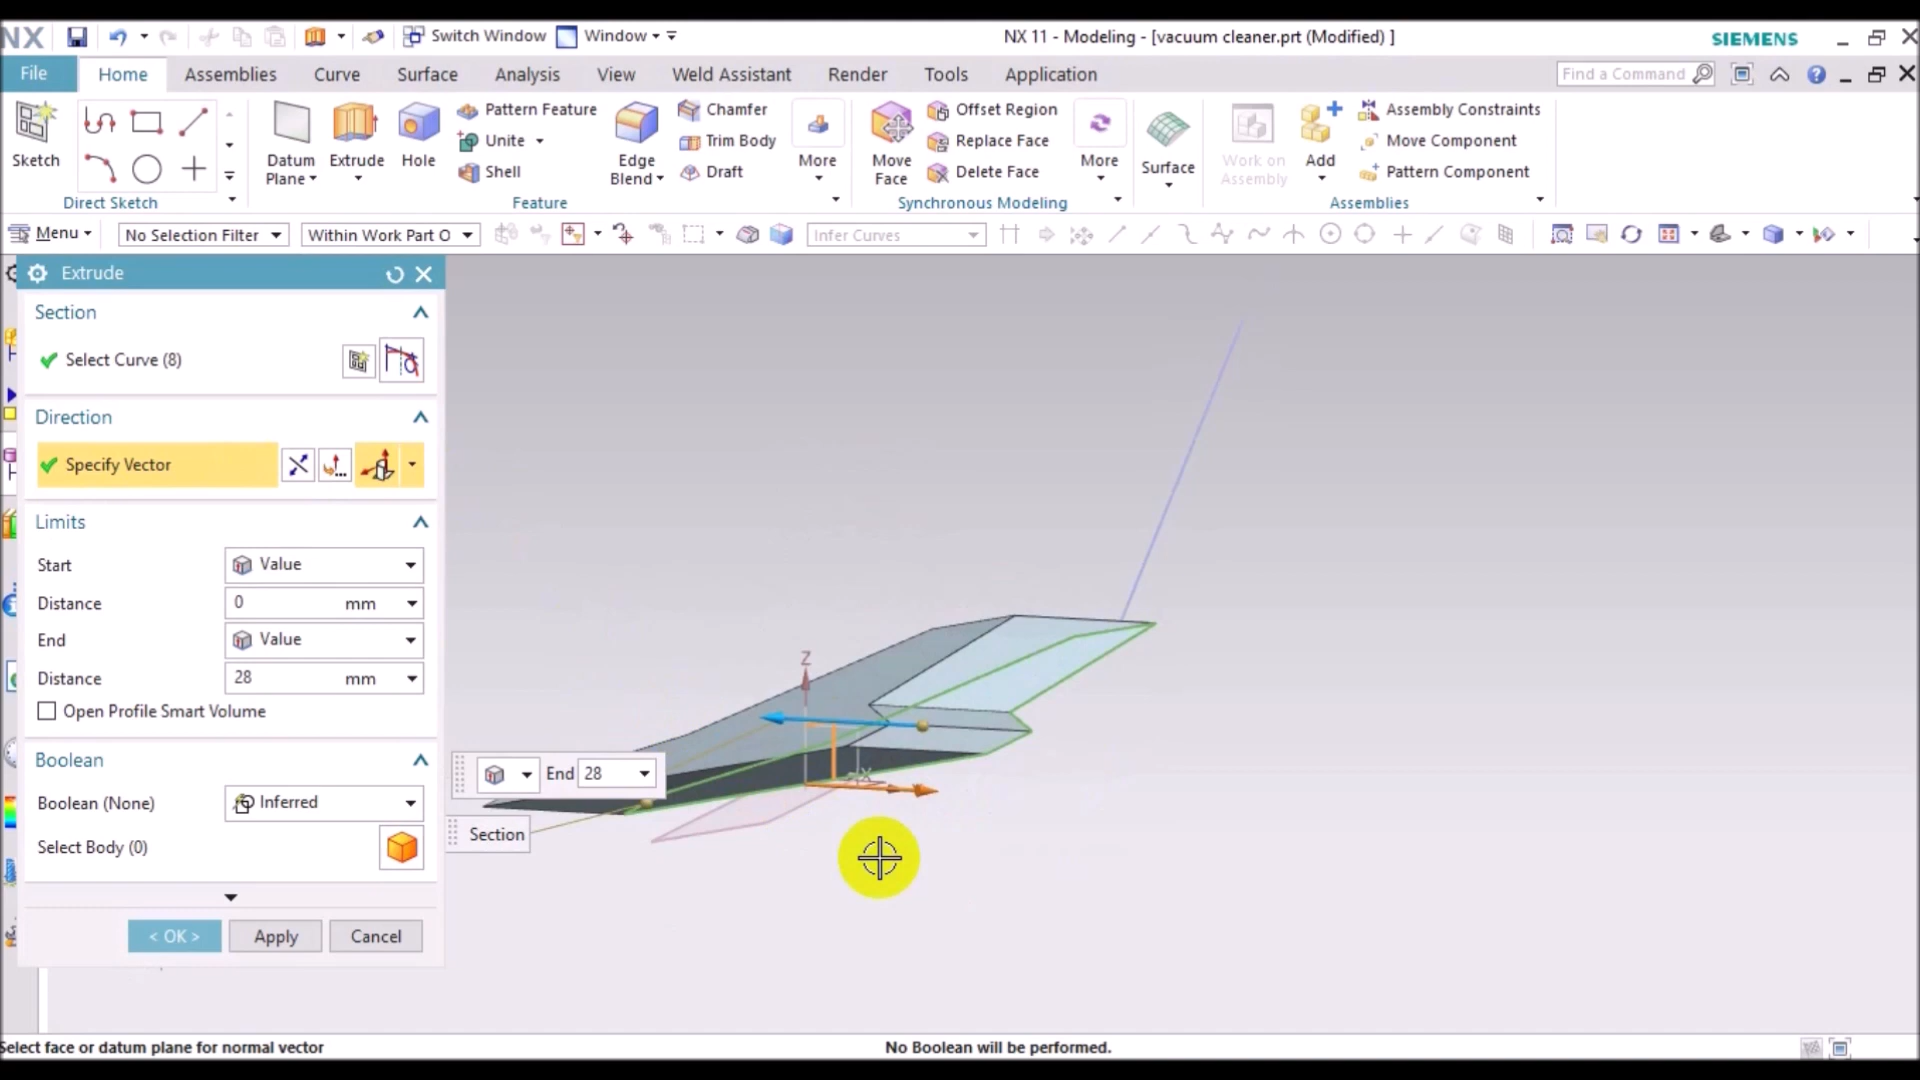 NX
Switch Window
Window
NX 11 - Modeling - [vacuum cleaner.prt (Modified) ]
SIEMENS
File
Home
Assemblies
Curve
Surface
Analysis
View
Weld Assistant
Render
Tools
Application
Find a Command
Sketch
Direct Sketch
Datum
Plane
Extrude
Hole
Pattern Feature
Unite
Shell
Edge
Blend
Chamfer
Trim Body
Draft
More
Feature
Move
Face
Offset Region
Replace Face
Delete Face
More
Synchronous Modeling
Surface
Work on
Assembly
Add
Assembly Constraints
Move Component
Pattern Component
Assemblies
Menu
No Selection Filter
Within Work Part O
Infer Curves
Extrude
Section
Select Curve (8)
Direction
Specify Vector
Limits
Start
Value
Distance
0 mm
End
Value
Distance
28 mm
Open Profile Smart Volume
Boolean
Boolean (None)
Inferred
Select Body (0)
< OK >
Apply
Cancel
Z
X
End 28
Section
Select face or datum plane for normal vector
No Boolean will be performed.